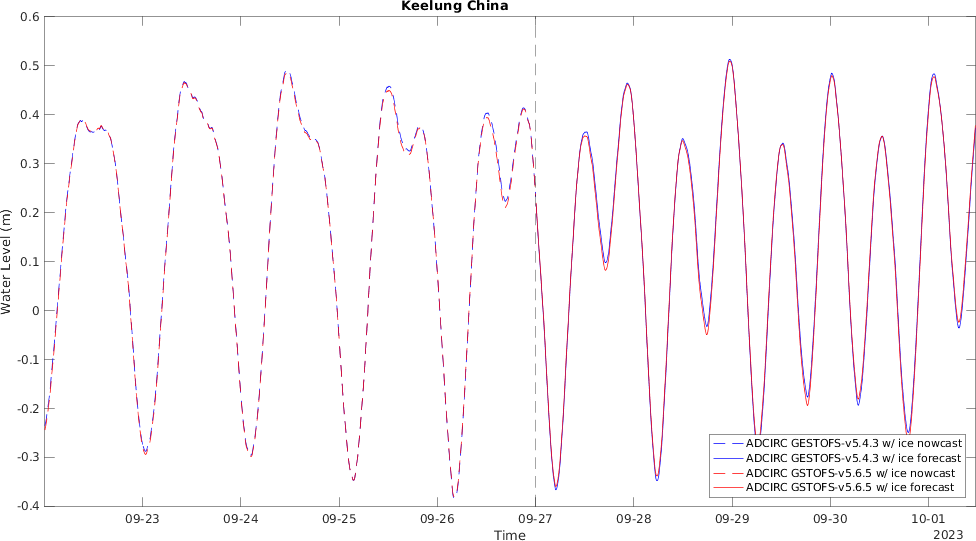 Keelung China
0.6
0.5
0.4
0.3
0.2
0.1
0
-0.1
-0.2
-0.3
-0.4
Water Level (m)
ADCIRC GESTOFS-v5.4.3 w/ ice nowcast
ADCIRC GESTOFS-v5.4.3 w/ ice forecast
ADCIRC GSTOFS-v5.6.5 w/ ice nowcast
ADCIRC GSTOFS-v5.6.5 w/ ice forecast
09-23 09-24 09-25 09-26 09-27 09-28 09-29 09-30 10-01
Time
2023